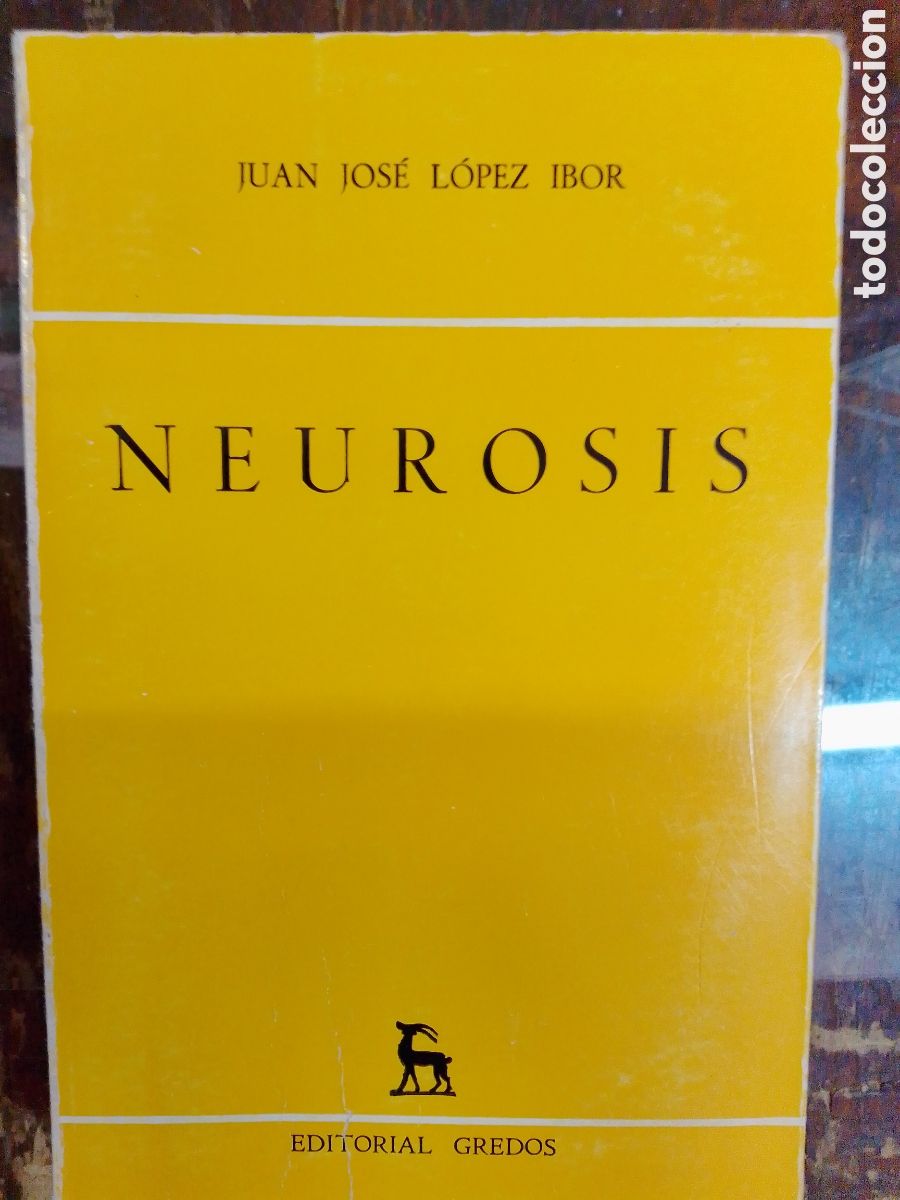 JUAN JOSÉ LÓPEZ IBOR
NEUROSIS
EDITORIAL GREDOS
todocoleccion